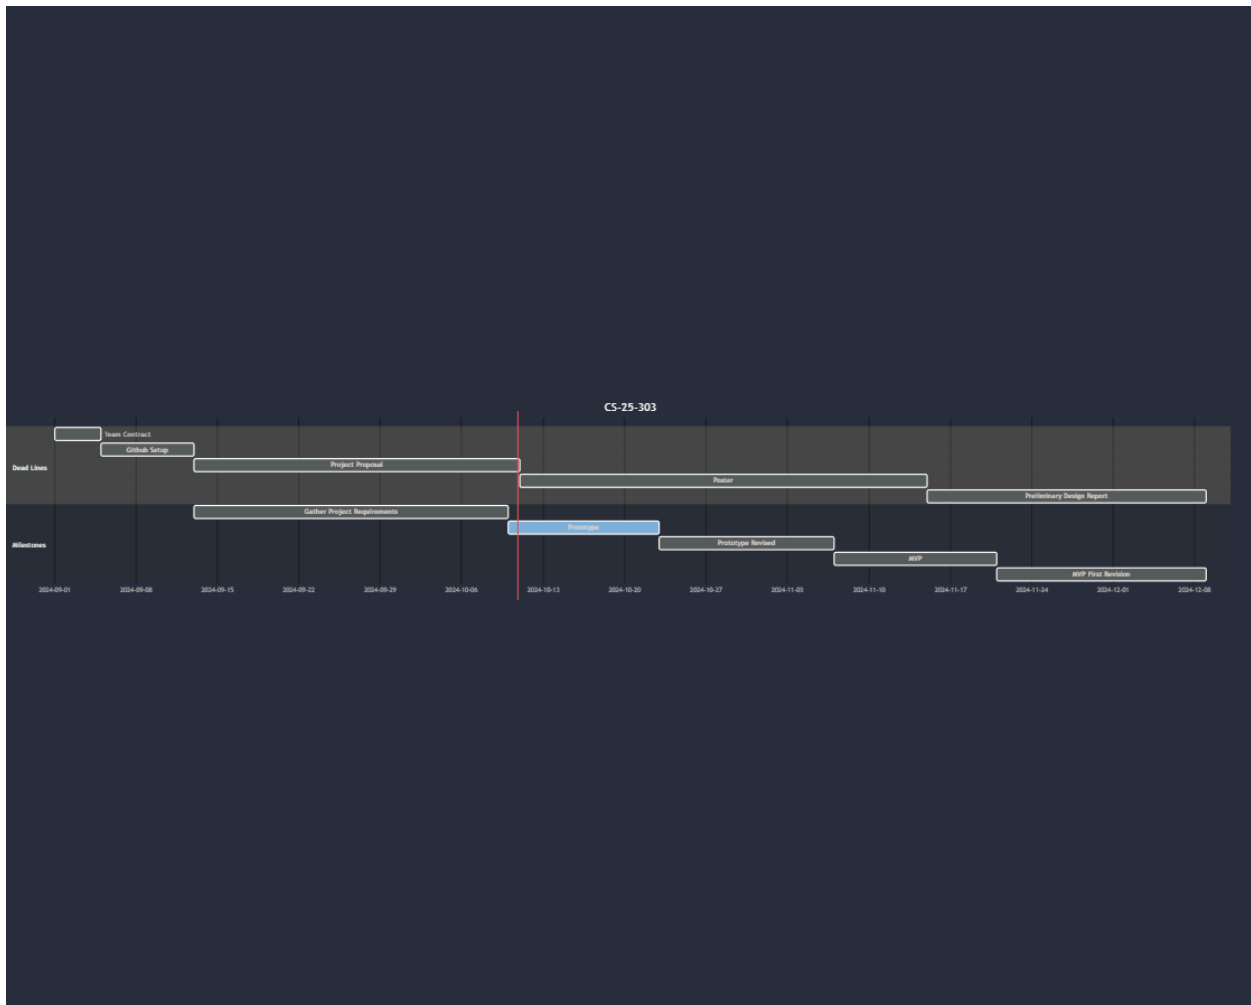 CS-25-303
Team Contract
Github Setup
Dead Lines
Project Proposal
Poster
Preliminary Design Report
Gather Project Requirements
Prototype
Milestones
Prototype Revised
MVP
MVP First Revision
2024-09-01 2024-09-08 2024-09-15 2024-09-22 2024-09-29 2024-10-06 2024-10-13 2024-10-20 2024-10-27 2024-11-03 2024-11-10 2024-11-17 2024-11-24 2024-12-01 2024-12-08